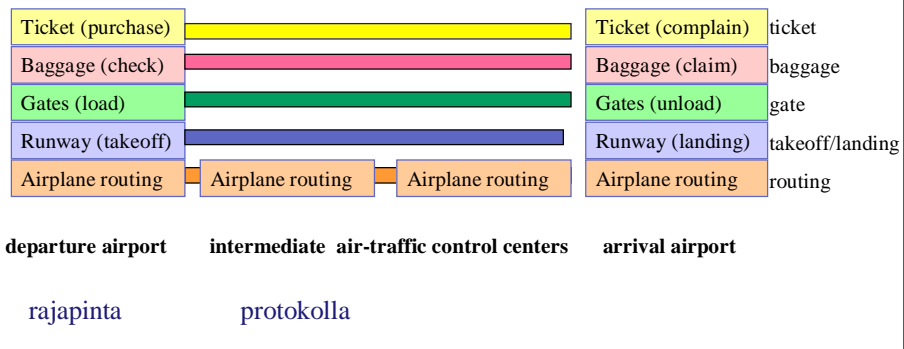 Ticket (purchase) Ticket (complain) ticket
Baggage (check) Baggage (claim) baggage
Gates (load) Gates (unload) gate
Runway (takeoff) Runway (landing) takeoff/landing
Airplane routing Airplane routing Airplane routing Airplane routing routing
departure airport intermediate air-traffic control centers arrival airport
rajapinta protokolla